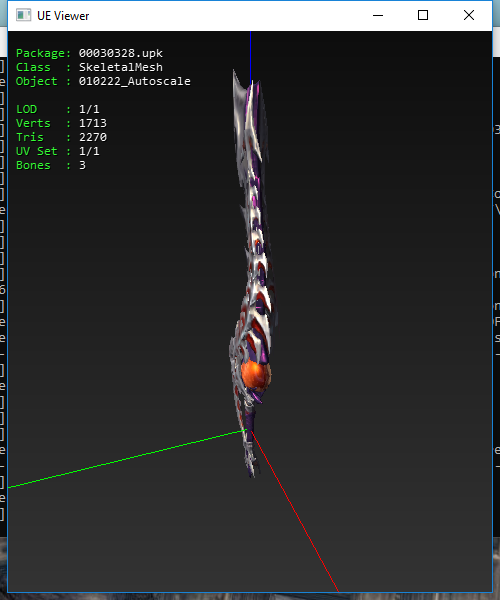 UE Viewer
Package: 00030328.upk
Class : SkeletalMesh
Object : 010222_Autoscale
LOD : 1/1
Verts : 1713
Tris : 2270
UV Set : 1/1
Bones : 3